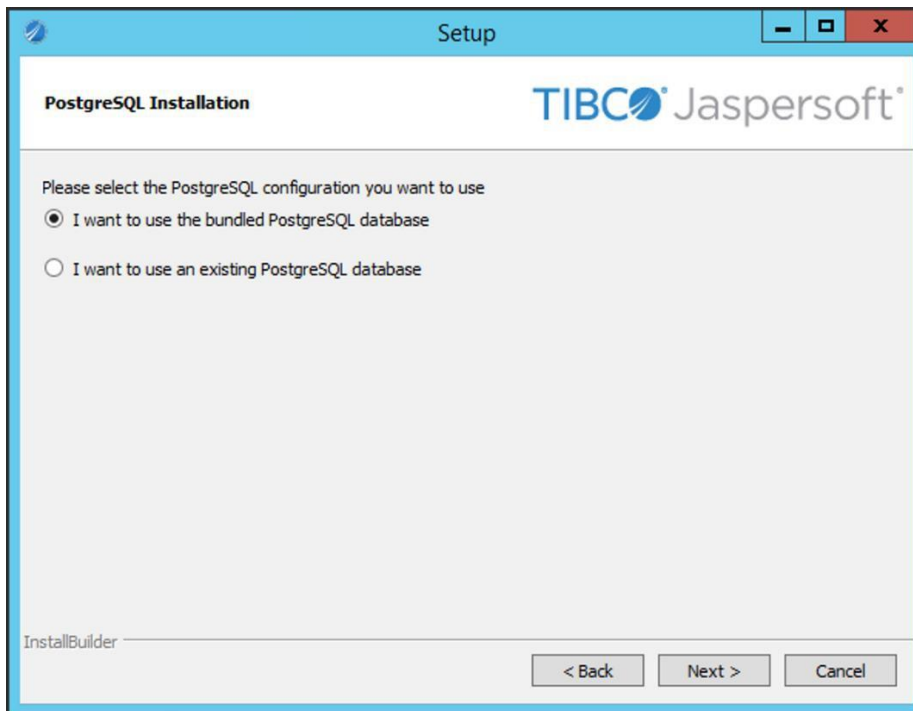 Setup
PostgreSQL Installation
TIBCO® Jaspersoft®
Please select the PostgreSQL configuration you want to use
I want to use the bundled PostgreSQL database
I want to use an existing PostgreSQL database
InstallBuilder
< Back Next > Cancel